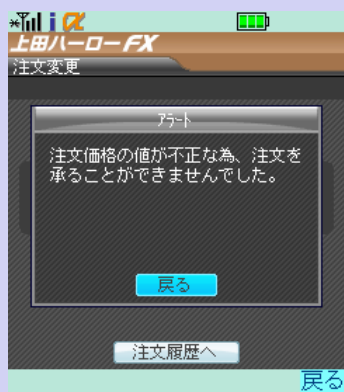 i α
上田ハーローFX
注文変更
ｱﾗｰﾄ
注文価格の値が不正な為、注文を
承ることができませんでした。
戻る
注文履歴へ
戻る